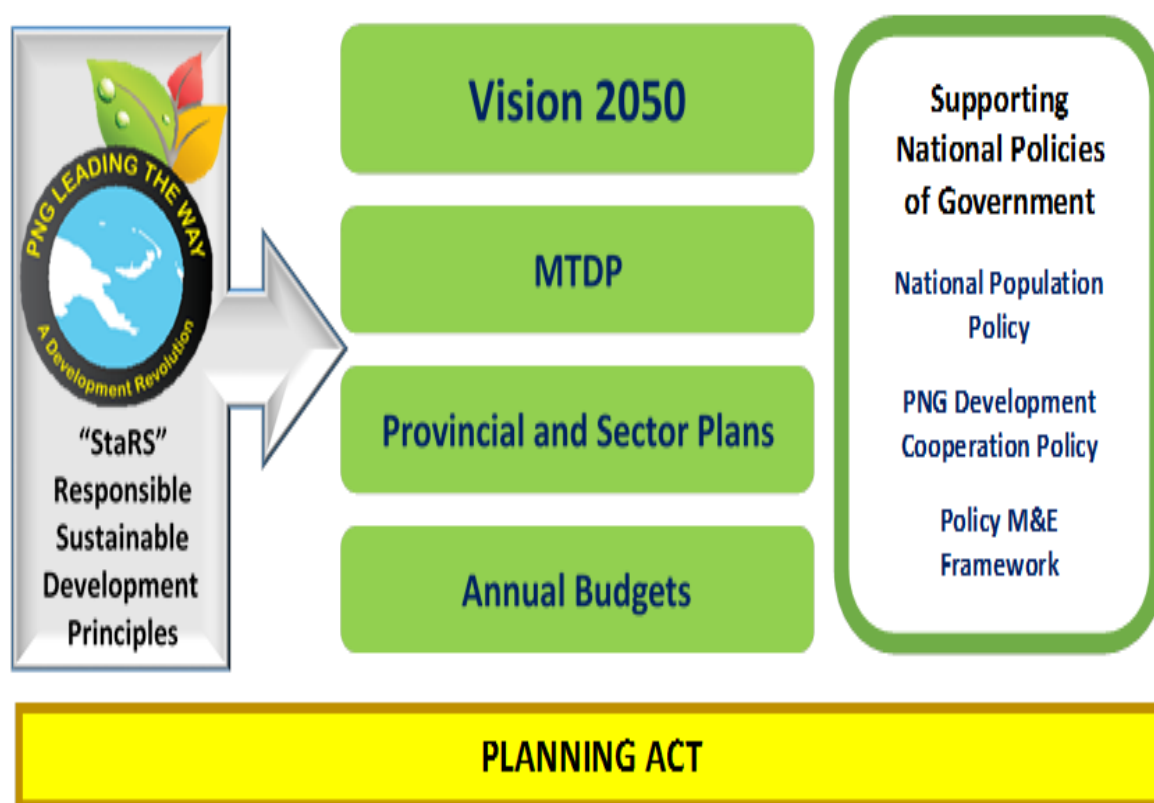 PNG LEADING THE WAY
A Development Revolution
“StaRS”
Responsible
Sustainable
Development
Principles
Vision 2050
MTDP
Provincial and Sector Plans
Annual Budgets
Supporting
National Policies
of Government
National Population
Policy
PNG Development
Cooperation Policy
Policy M&E
Framework
PLANNING ACT